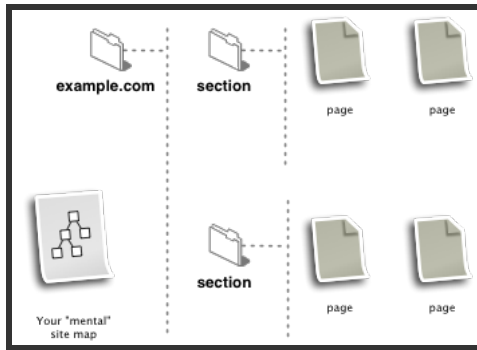 example.com
section
page
page
section
page
page
Your "mental"
site map